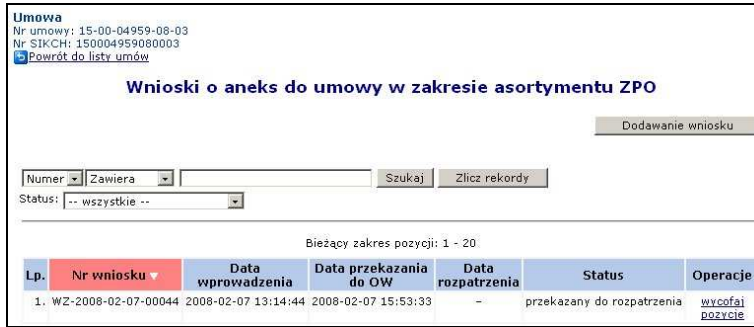 Umowa
Nr umowy: 15-00-04959-08-03
Nr SIKCH: 150004959080003
Powrót do listy umów
Wnioski o aneks do umowy w zakresie asortymentu ZPO
Dodawanie wniosku
Numer Zawiera Szukaj Zlicz rekordy
Status: -- wszystkie --
Bieżący zakres pozycji: 1 - 20
Lp. Nr wniosku Data wprowadzenia Data przekazania do OW Data rozpatrzenia Status Operacje
1. WZ-2008-02-07-00044 2008-02-07 13:14:44 2008-02-07 15:53:33 – przekazany do rozpatrzenia wycofaj
pozycje